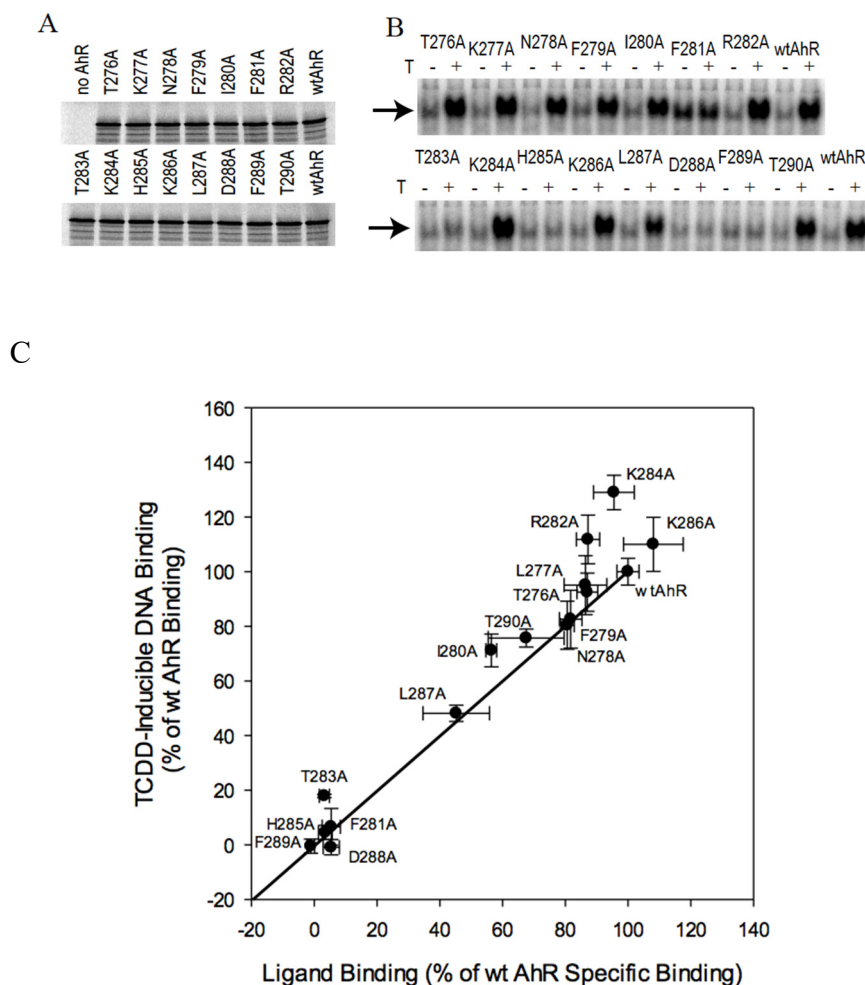 A
no AhR T276A K277A N278A F279A I280A F281A R282A wtAhR
T283A K284A H285A K286A L287A D288A F289A T290A wtAhR
B
T276A K277A N278A F279A I280A F281A R282A wtAhR
T - + - + - + - + - + - + - + - +
T283A K284A H285A K286A L287A D288A F289A T290A wtAhR
T - + - + - + - + - + - + - + - + - +
C
TCDD-Inducible DNA Binding
(% of wt AhR Binding)
160
140
120
100
80
60
40
20
0
-20
K284A
R282A
K286A
L277A
wtAhR
T276A
T290A
F279A
I280A
N278A
L287A
T283A
H285A
F281A
F289A
D288A
-20 0 20 40 60 80 100 120 140
Ligand Binding (% of wt AhR Specific Binding)